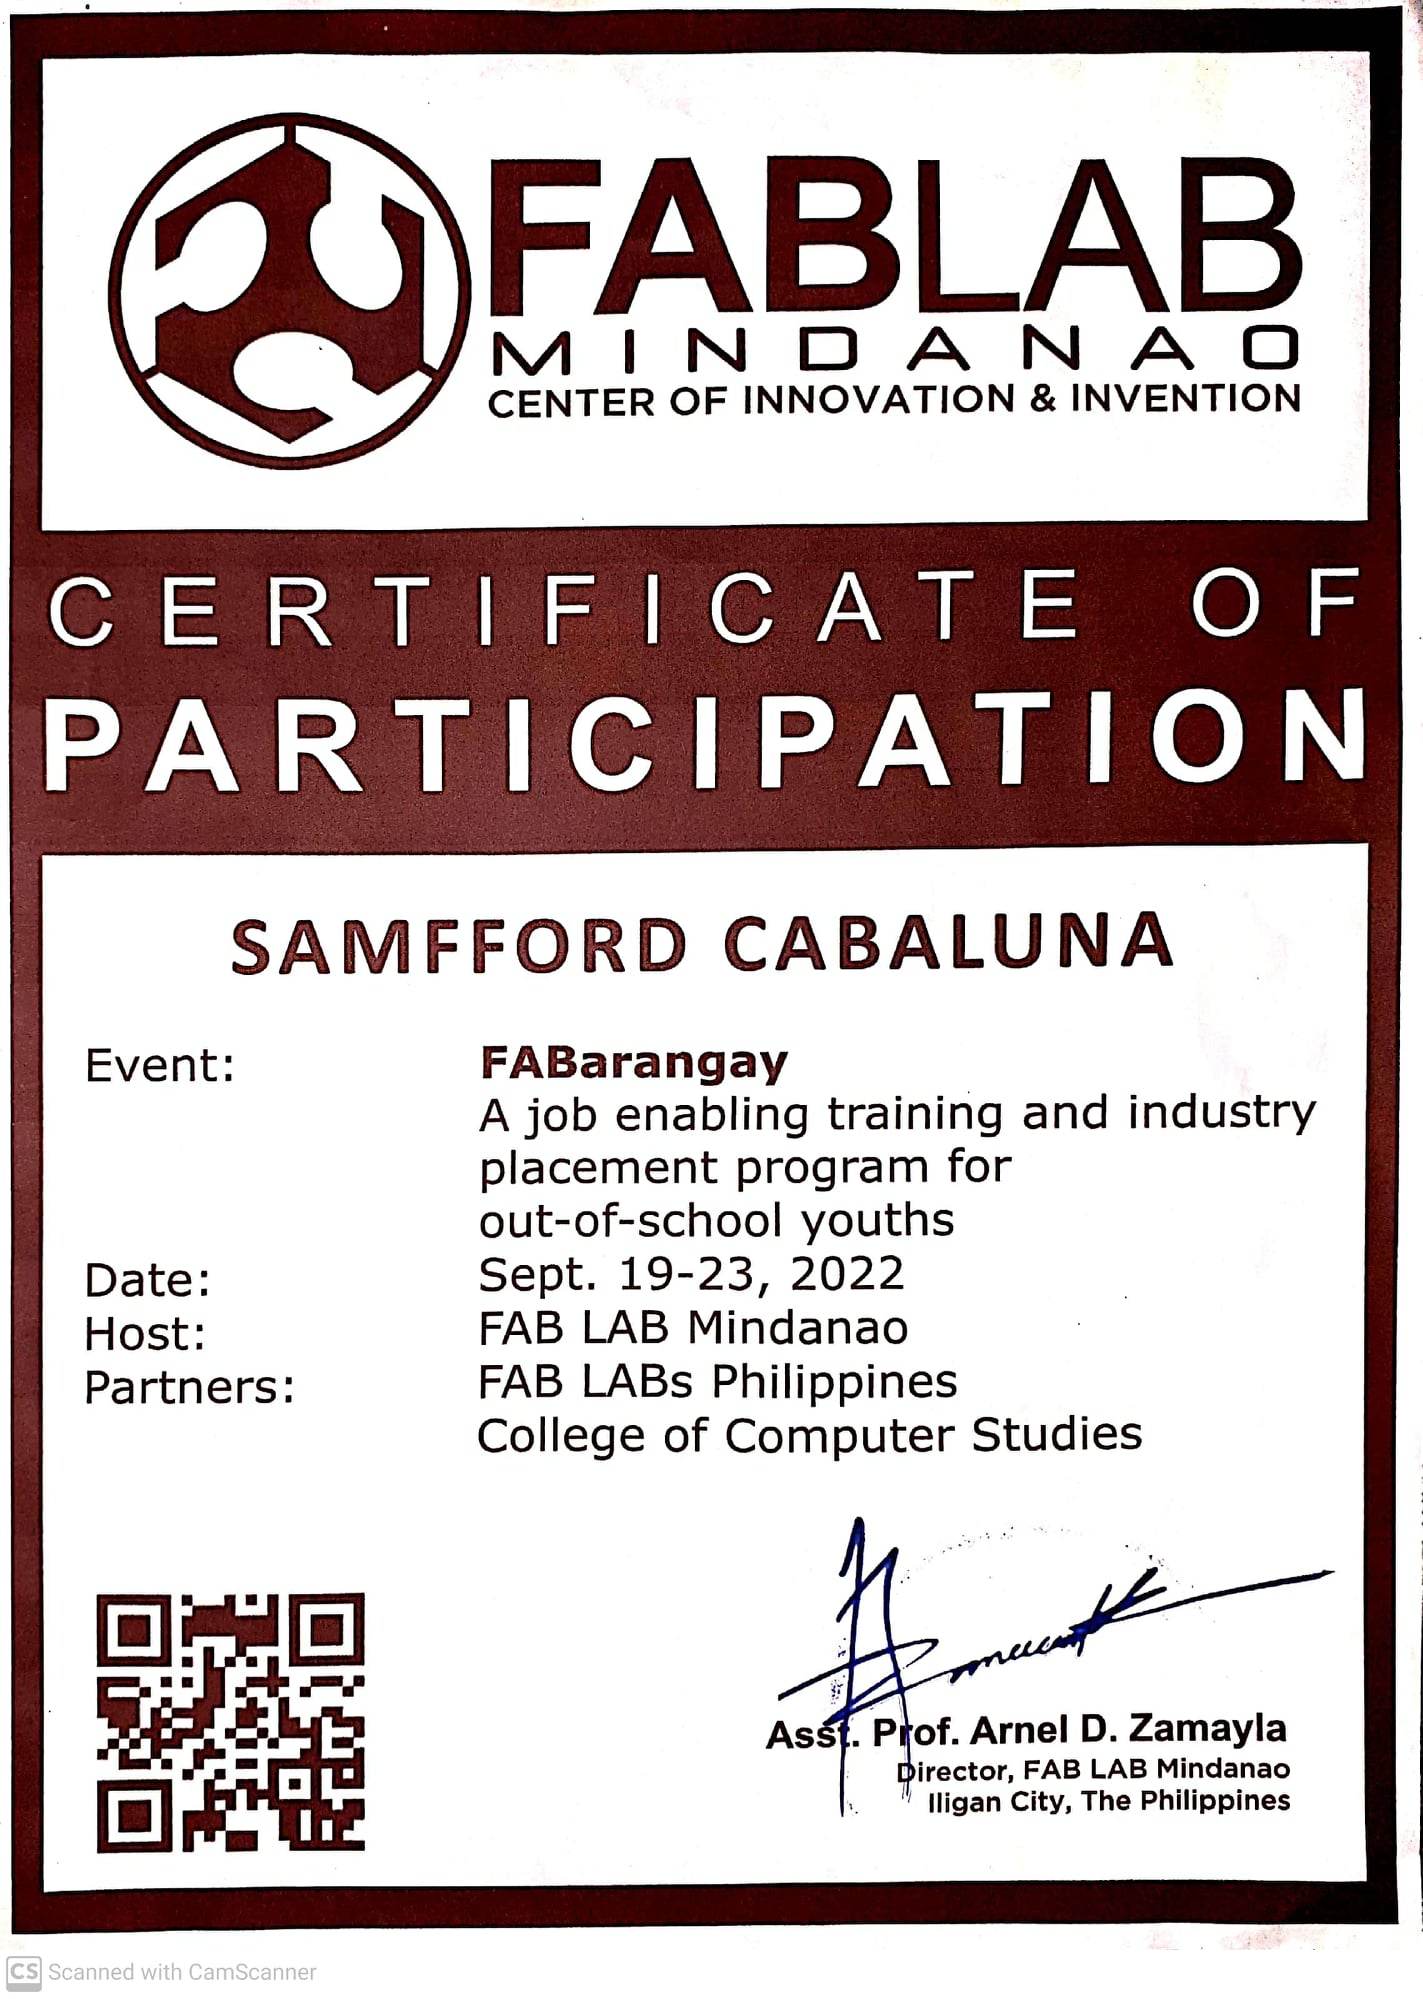 FABLAB
MINDANAO
CENTER OF INNOVATION & INVENTION
CERTIFICATE OF
PARTICIPATION
SAMFFORD CABALUNA
Event: FABarangay
A job enabling training and industry
placement program for
out-of-school youths
Date: Sept. 19-23, 2022
Host: FAB LAB Mindanao
Partners: FAB LABs Philippines
College of Computer Studies
Asst. Prof. Arnel D. Zamayla
Director, FAB LAB Mindanao
Iligan City, The Philippines
CS Scanned with CamScanner